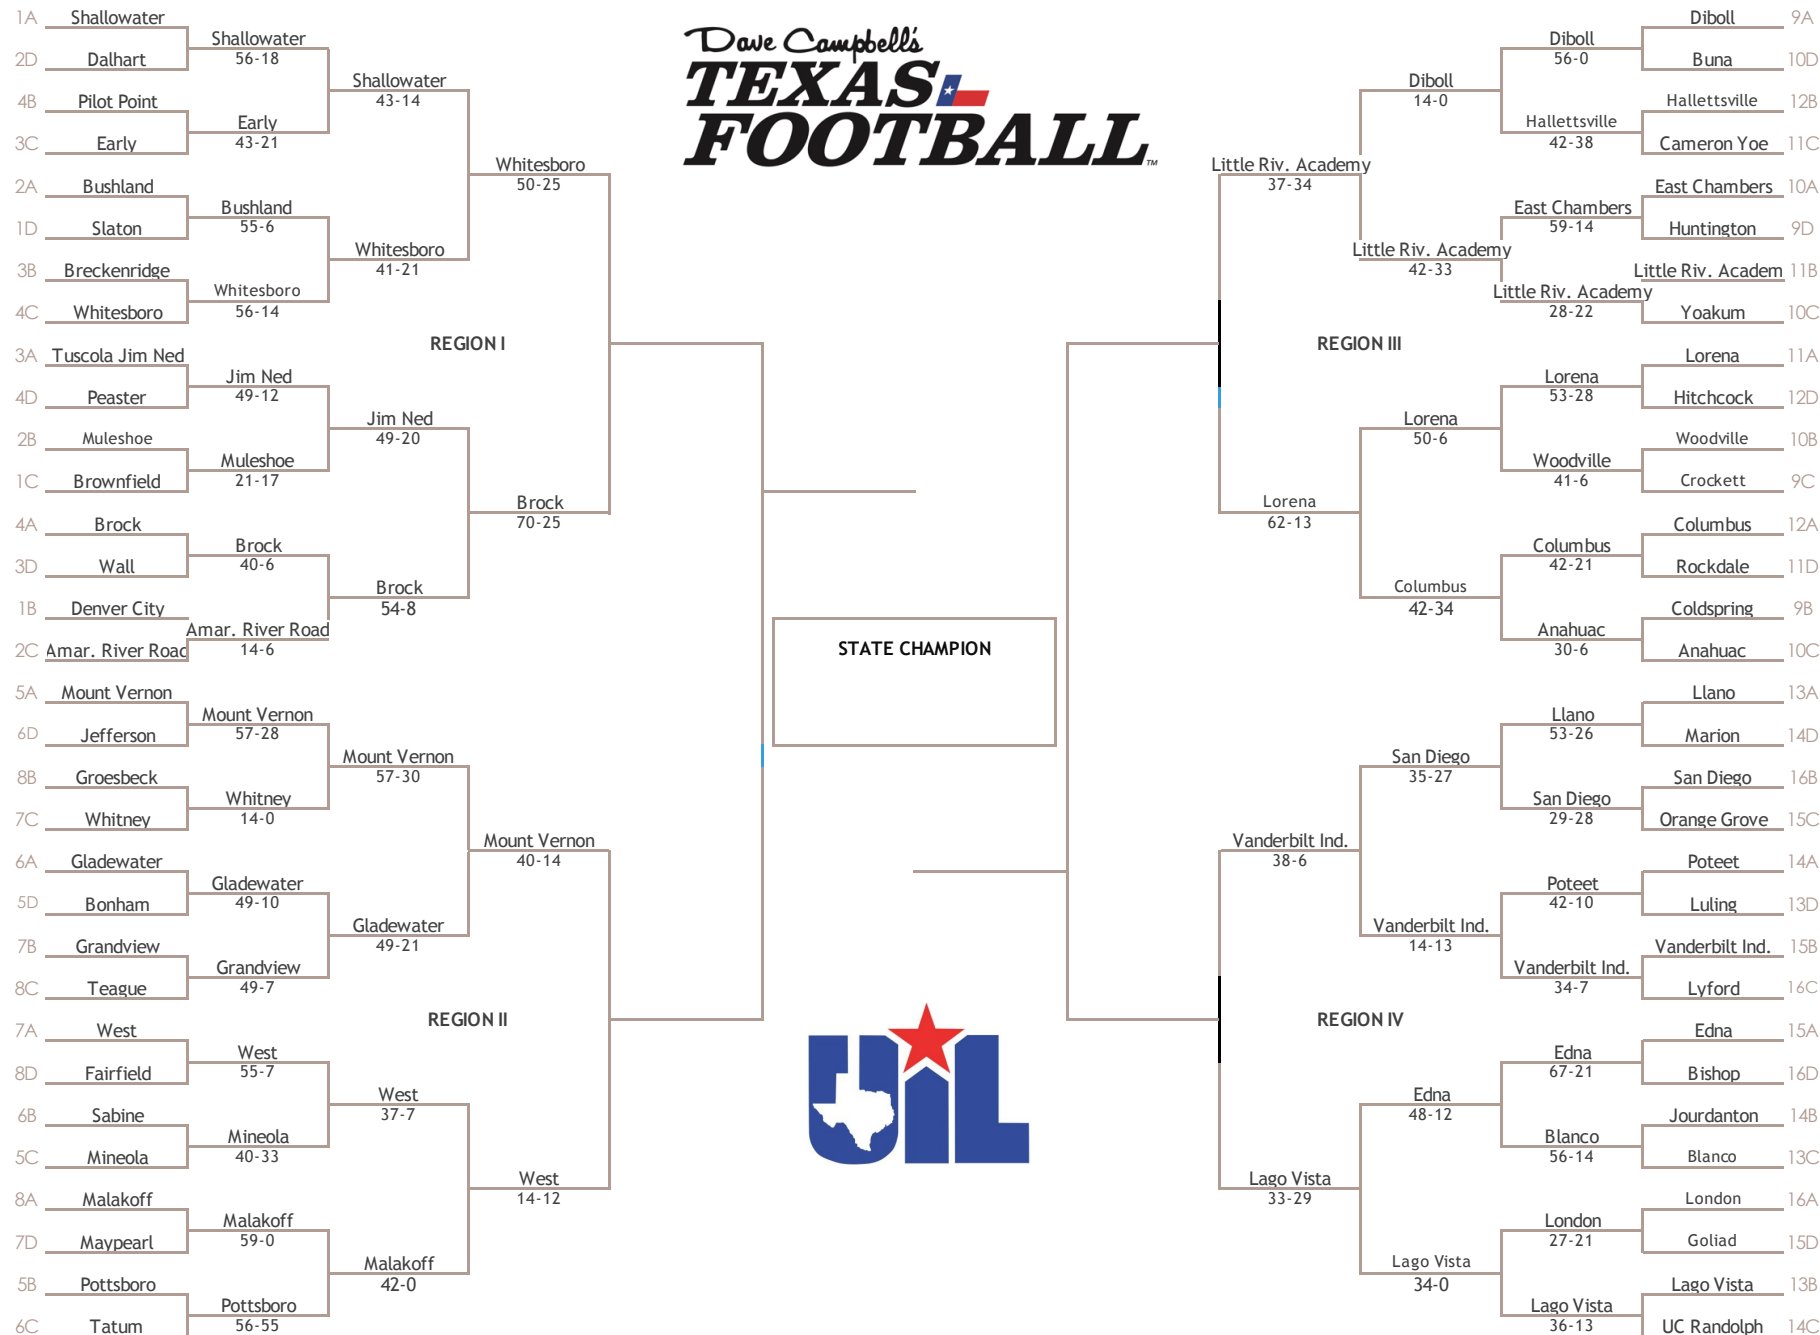 Dave Campbell's
TEXAS
FOOTBALL
TM
1A Shallowater
Shallowater
56-18
2D Dalhart
Shallowater
43-14
4B Pilot Point
Early
43-21
3C Early
Whitesboro
50-25
2A Bushland
Bushland
55-6
1D Slaton
Whitesboro
41-21
3B Breckenridge
Whitesboro
56-14
4C Whitesboro
REGION I
3A Tuscola Jim Ned
Jim Ned
49-12
4D Peaster
Jim Ned
49-20
2B Muleshoe
Muleshoe
21-17
1C Brownfield
Brock
70-25
4A Brock
Brock
40-6
3D Wall
Brock
54-8
1B Denver City
Amar. River Road
14-6
2C Amar. River Road
5A Mount Vernon
Mount Vernon
57-28
6D Jefferson
Mount Vernon
57-30
8B Groesbeck
Whitney
14-0
7C Whitney
Mount Vernon
40-14
6A Gladewater
Gladewater
49-10
5D Bonham
Gladewater
49-21
7B Grandview
Grandview
49-7
8C Teague
REGION II
7A West
West
55-7
8D Fairfield
West
37-7
6B Sabine
Mineola
40-33
5C Mineola
West
14-12
8A Malakoff
Malakoff
59-0
7D Maypearl
Malakoff
42-0
5B Pottsboro
Pottsboro
56-55
6C Tatum
STATE CHAMPION
UIL
Diboll 9A
Diboll
56-0
Buna 10D
Diboll
14-0
Hallettsville 12B
Hallettsville
42-38
Cameron Yoe 11C
Little Riv. Academy
37-34
East Chambers 10A
East Chambers
59-14
Huntington 9D
Little Riv. Academy
42-33
Little Riv. Academ 11B
Little Riv. Academy
28-22
Yoakum 10C
REGION III
Lorena 11A
Lorena
53-28
Hitchcock 12D
Lorena
50-6
Woodville 10B
Woodville
41-6
Crockett 9C
Lorena
62-13
Columbus 12A
Columbus
42-21
Rockdale 11D
Columbus
42-34
Coldspring 9B
Anahuac
30-6
Anahuac 10C
Llano 13A
Llano
53-26
Marion 14D
San Diego
35-27
San Diego 16B
San Diego
29-28
Orange Grove 15C
Vanderbilt Ind.
38-6
Poteet 14A
Poteet
42-10
Luling 13D
Vanderbilt Ind.
14-13
Vanderbilt Ind. 15B
Vanderbilt Ind.
34-7
Lyford 16C
REGION IV
Edna 15A
Edna
67-21
Bishop 16D
Edna
48-12
Jourdanton 14B
Blanco
56-14
Blanco 13C
Lago Vista
33-29
London 16A
London
27-21
Goliad 15D
Lago Vista
34-0
Lago Vista 13B
Lago Vista
36-13
UC Randolph 14C